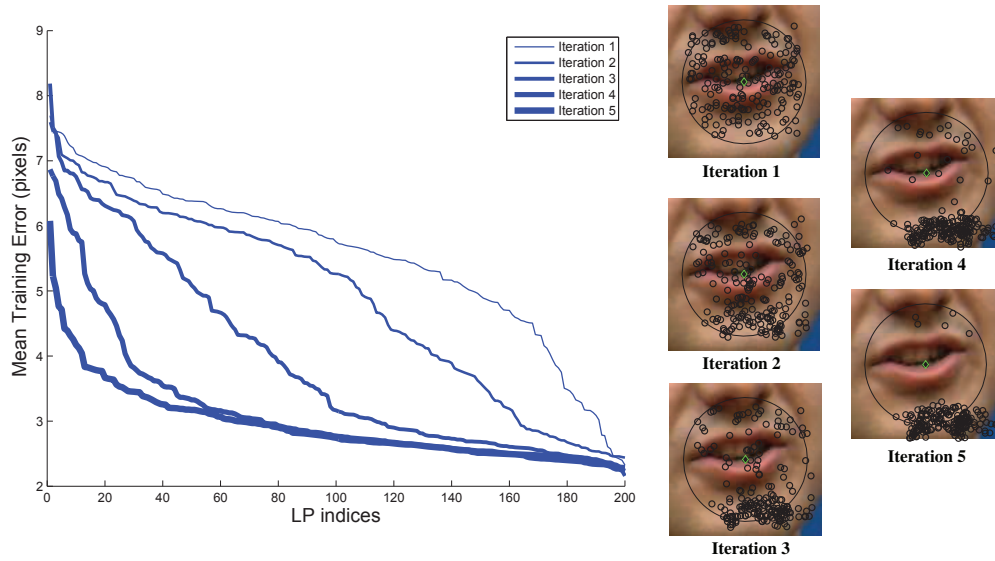 9
8
7
6
5
4
3
2
0
20
40
60
80
100
120
140
160
180
200
Mean Training Error (pixels)
LP indices
Iteration 1
Iteration 2
Iteration 3
Iteration 4
Iteration 5
Iteration 1
Iteration 2
Iteration 3
Iteration 4
Iteration 5